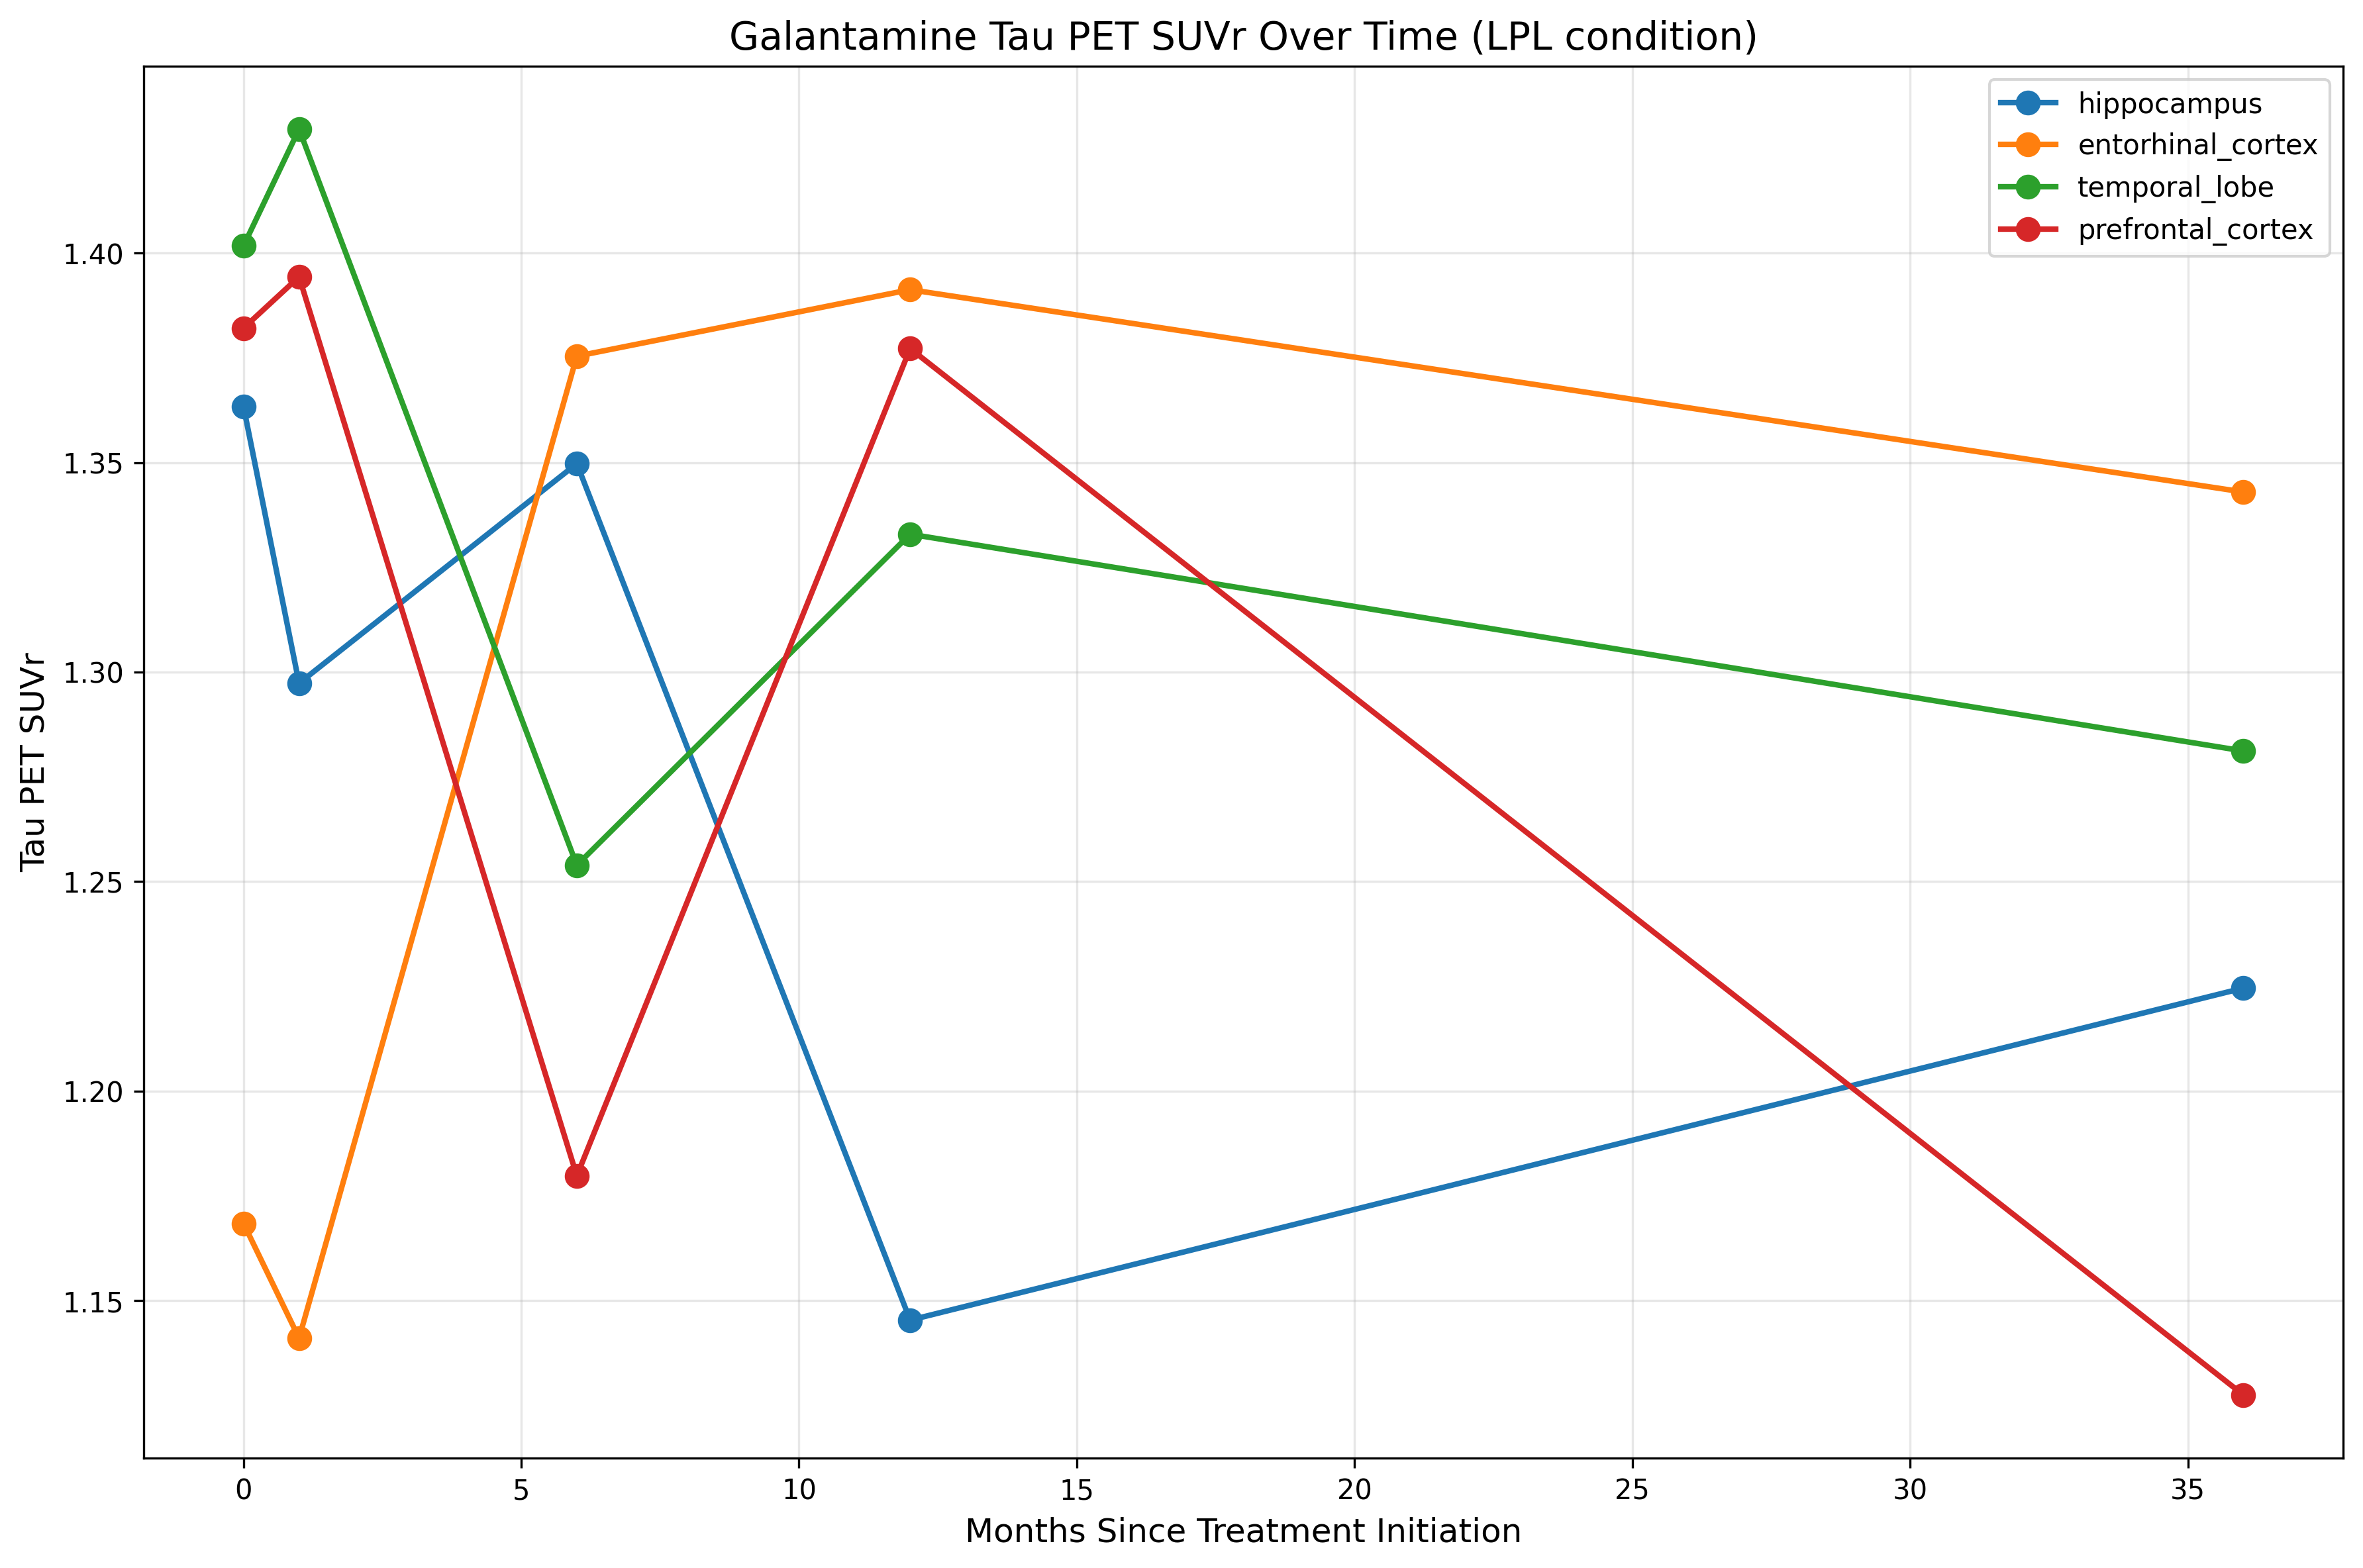 Galantamine Tau PET SUVr Over Time (LPL condition)
hippocampus
entorhinal_cortex
temporal_lobe
prefrontal_cortex
Tau PET SUVr
1.40
1.35
1.30
1.25
1.20
1.15
0 5 10 15 20 25 30 35
Months Since Treatment Initiation